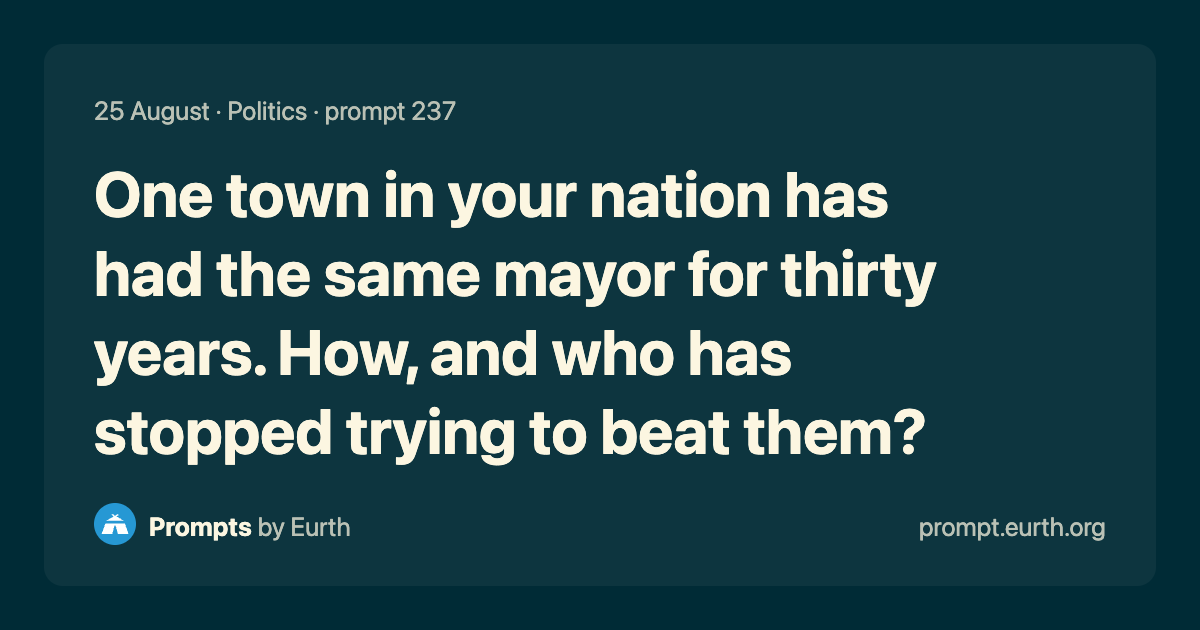 25 August · Politics · prompt 237
One town in your nation has
had the same mayor for thirty
years. How, and who has
stopped trying to beat them?
Prompts by Eurth
prompt.eurth.org